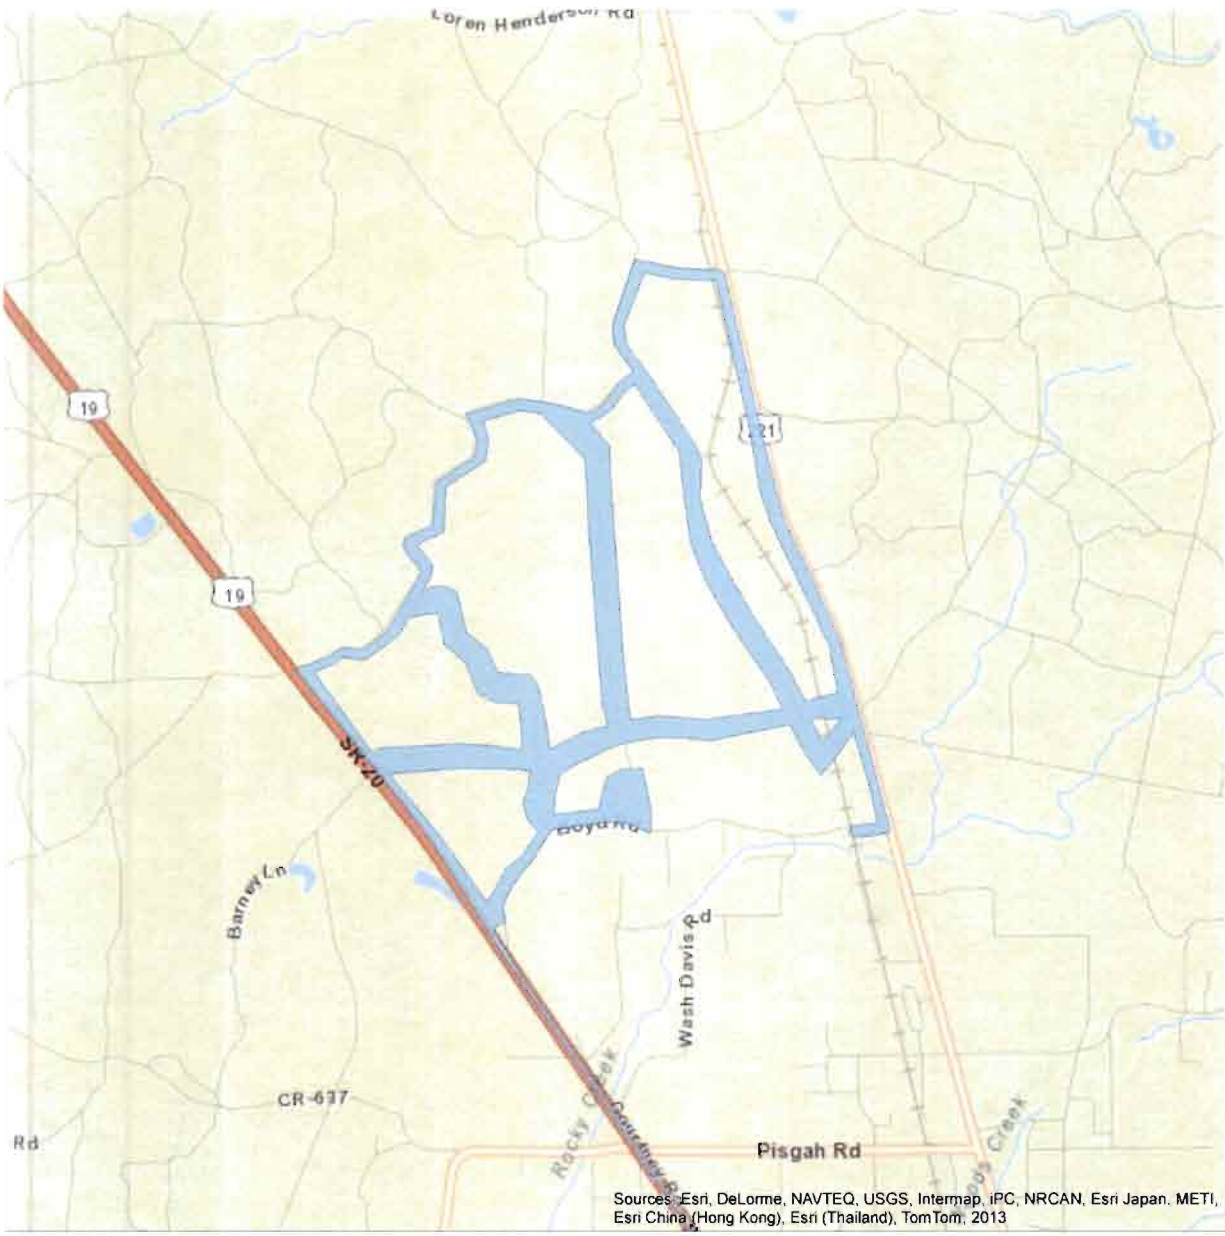 Loren Henderson Rd
19
221
19
SR-20
Boyd Rd
Barney Ln
Wash Davis Rd
Rocky Creek
CR-637
Rd
Pisgah Rd
Creek
Sources: Esri, DeLorme, NAVTEQ, USGS, Intermap, iPC, NRCAN, Esri Japan, METI,
Esri China (Hong Kong), Esri (Thailand), TomTom, 2013